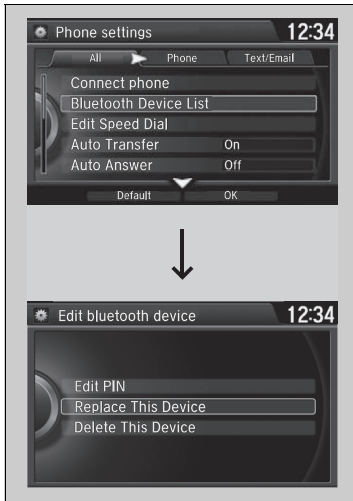 Phone settings 12:34
All Phone Text/Email
Connect phone
Bluetooth Device List
Edit Speed Dial
Auto Transfer On
Auto Answer Off
Default OK
Edit bluetooth device 12:34
Edit PIN
Replace This Device
Delete This Device